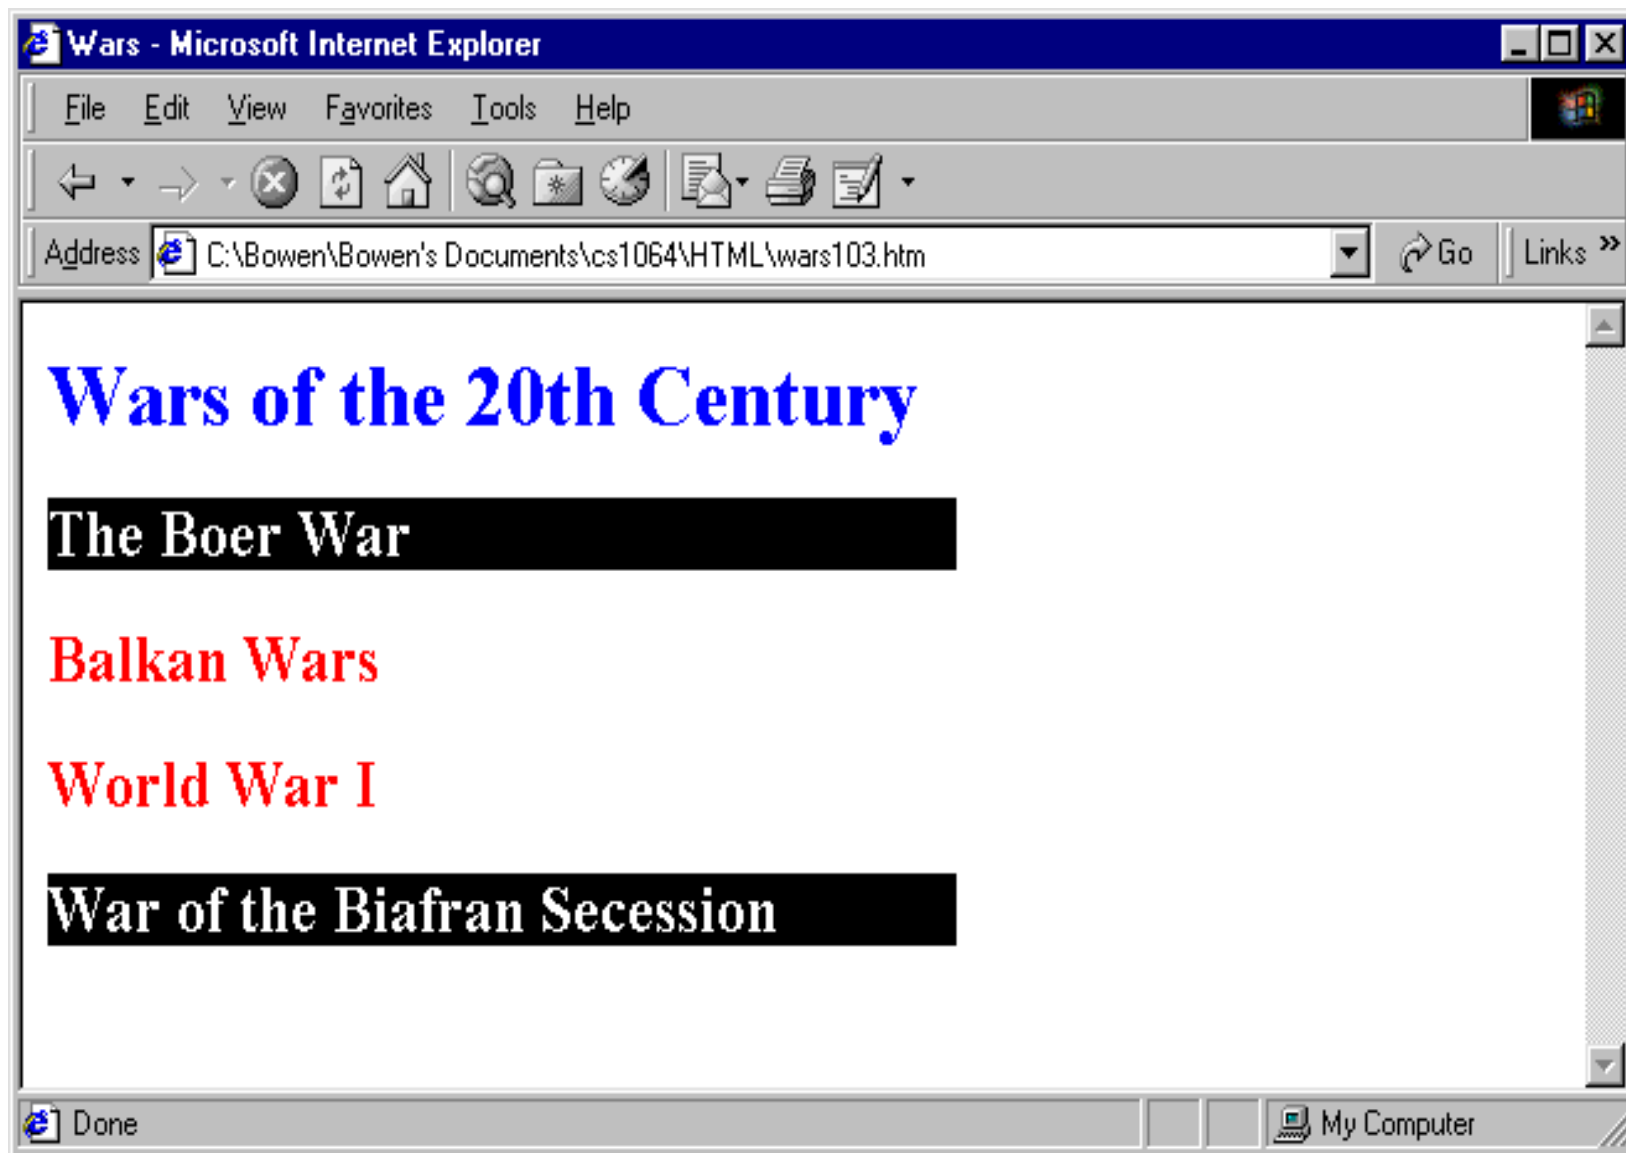 Wars - Microsoft Internet Explorer
File Edit View Favorites Tools Help
Address C:\Bowen\Bowen's Documents\cs1064\HTML\wars103.htm Go Links »
Wars of the 20th Century
The Boer War
Balkan Wars
World War I
War of the Biafran Secession
Done My Computer